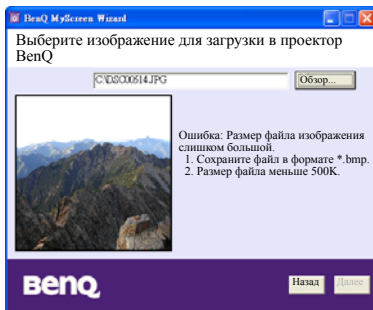 BenQ MyScreen Wizard
Выберите изображение для загрузки в проектор
BenQ
C:\DSC00514.JPG
Обзор...
Ошибка: Размер файла изображения
слишком большой.
1. Сохраните файл в формате *.bmp.
2. Размер файла меньше 500K.
BenQ
Назад
Далее